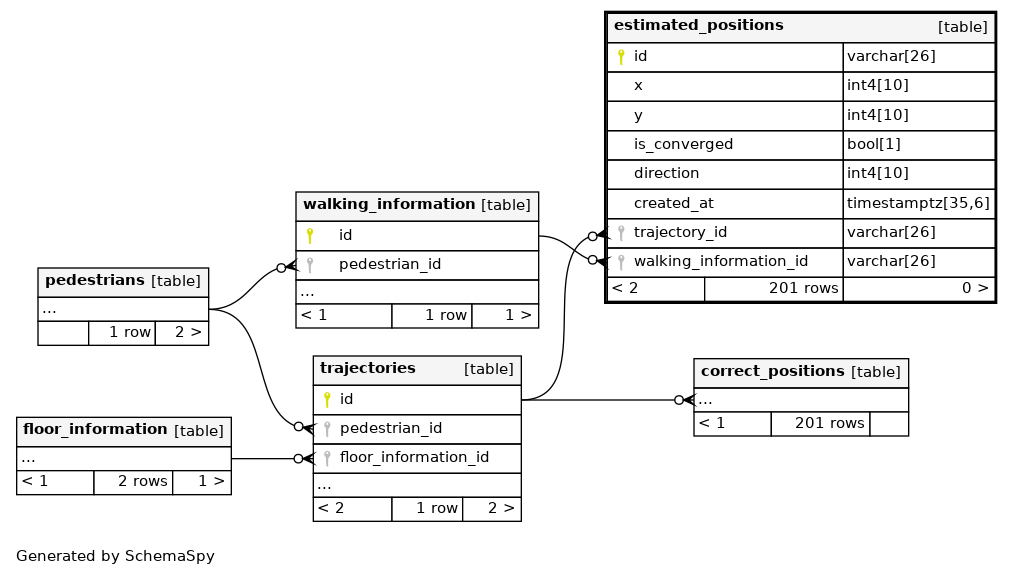 estimated_positions [table]
id varchar[26]
x int4[10]
y int4[10]
is_converged bool[1]
direction int4[10]
created_at timestamptz[35,6]
trajectory_id varchar[26]
walking_information_id varchar[26]
< 2 201 rows 0 >
walking_information [table]
id
pedestrian_id
...
< 1 1 row 1 >
pedestrians [table]
...
1 row 2 >
trajectories [table]
id
pedestrian_id
floor_information_id
...
< 2 1 row 2 >
correct_positions [table]
...
< 1 201 rows
floor_information [table]
...
< 1 2 rows 1 >
Generated by SchemaSpy